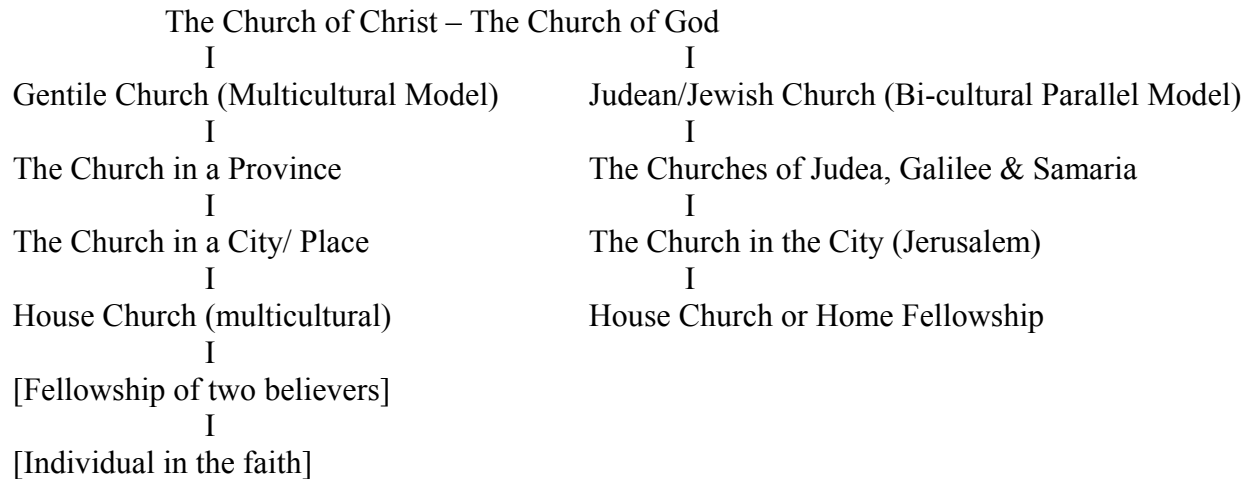 The Church of Christ – The Church of God
I I
Gentile Church (Multicultural Model) Judean/Jewish Church (Bi-cultural Parallel Model)
I I
The Church in a Province The Churches of Judea, Galilee & Samaria
I I
The Church in a City/ Place The Church in the City (Jerusalem)
I I
House Church (multicultural) House Church or Home Fellowship
I
[Fellowship of two believers]
I
[Individual in the faith]